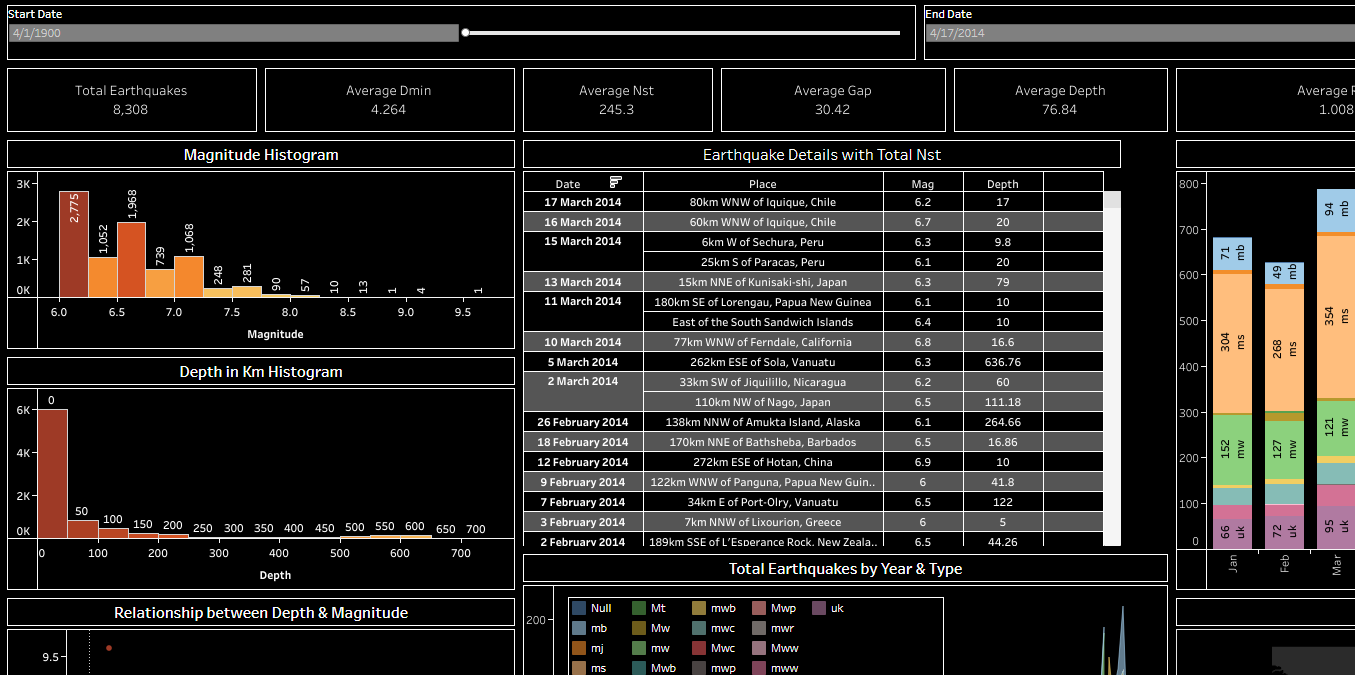 Start Date
4/1/1900
End Date
4/17/2014
Total Earthquakes
8,308
Average Dmin
4.264
Average Nst
245.3
Average Gap
30.42
Average Depth
76.84
Average
1.008
Magnitude Histogram
3K
2K
1K
0K
2,775
1,052
1,968
739
1,068
248
281
90
57
10
13
1
4
1
6.0 6.5 7.0 7.5 8.0 8.5 9.0 9.5
Magnitude
Depth in Km Histogram
6K
4K
2K
0K
0
50 100 150 200 250 300 350 400 450 500 550 600 650 700
0 100 200 300 400 500 600 700
Depth
Relationship between Depth & Magnitude
9.5
Earthquake Details with Total Nst
Date Place Mag Depth
17 March 2014 80km WNW of Iquique, Chile 6.2 17
16 March 2014 60km WNW of Iquique, Chile 6.7 20
15 March 2014 6km W of Sechura, Peru 6.3 9.8
25km S of Paracas, Peru 6.1 20
13 March 2014 15km NNE of Kunisaki-shi, Japan 6.3 79
11 March 2014 180km SE of Lorengau, Papua New Guinea 6.1 10
East of the South Sandwich Islands 6.4 10
10 March 2014 77km WNW of Ferndale, California 6.8 16.6
5 March 2014 262km ESE of Sola, Vanuatu 6.3 636.76
2 March 2014 33km SW of Jiquilillo, Nicaragua 6.2 60
110km NW of Nago, Japan 6.5 111.18
26 February 2014 138km NNW of Amukta Island, Alaska 6.1 264.66
18 February 2014 170km NNE of Bathsheba, Barbados 6.5 16.86
12 February 2014 272km ESE of Hotan, China 6.9 10
9 February 2014 122km WNW of Panguna, Papua New Guin.. 6 41.8
7 February 2014 34km E of Port-Olry, Vanuatu 6.5 122
3 February 2014 7km NNW of Lixourion, Greece 6 5
2 February 2014 189km SSE of L'Esperance Rock, New Zeala.. 6.5 44.26
Total Earthquakes by Year & Type
200
Null Mt mwb Mwp uk
mb Mw mwc mwr
mj mw Mwc Mww
ms Mwb mwp mww
800
700
600
500
400
300
200
100
0
71 mb
304 ms
152 mw
66 uk
49 mb
268 ms
127 mw
72 uk
94 mb
354 ms
121 mw
95 uk
Jan
Feb
Mar